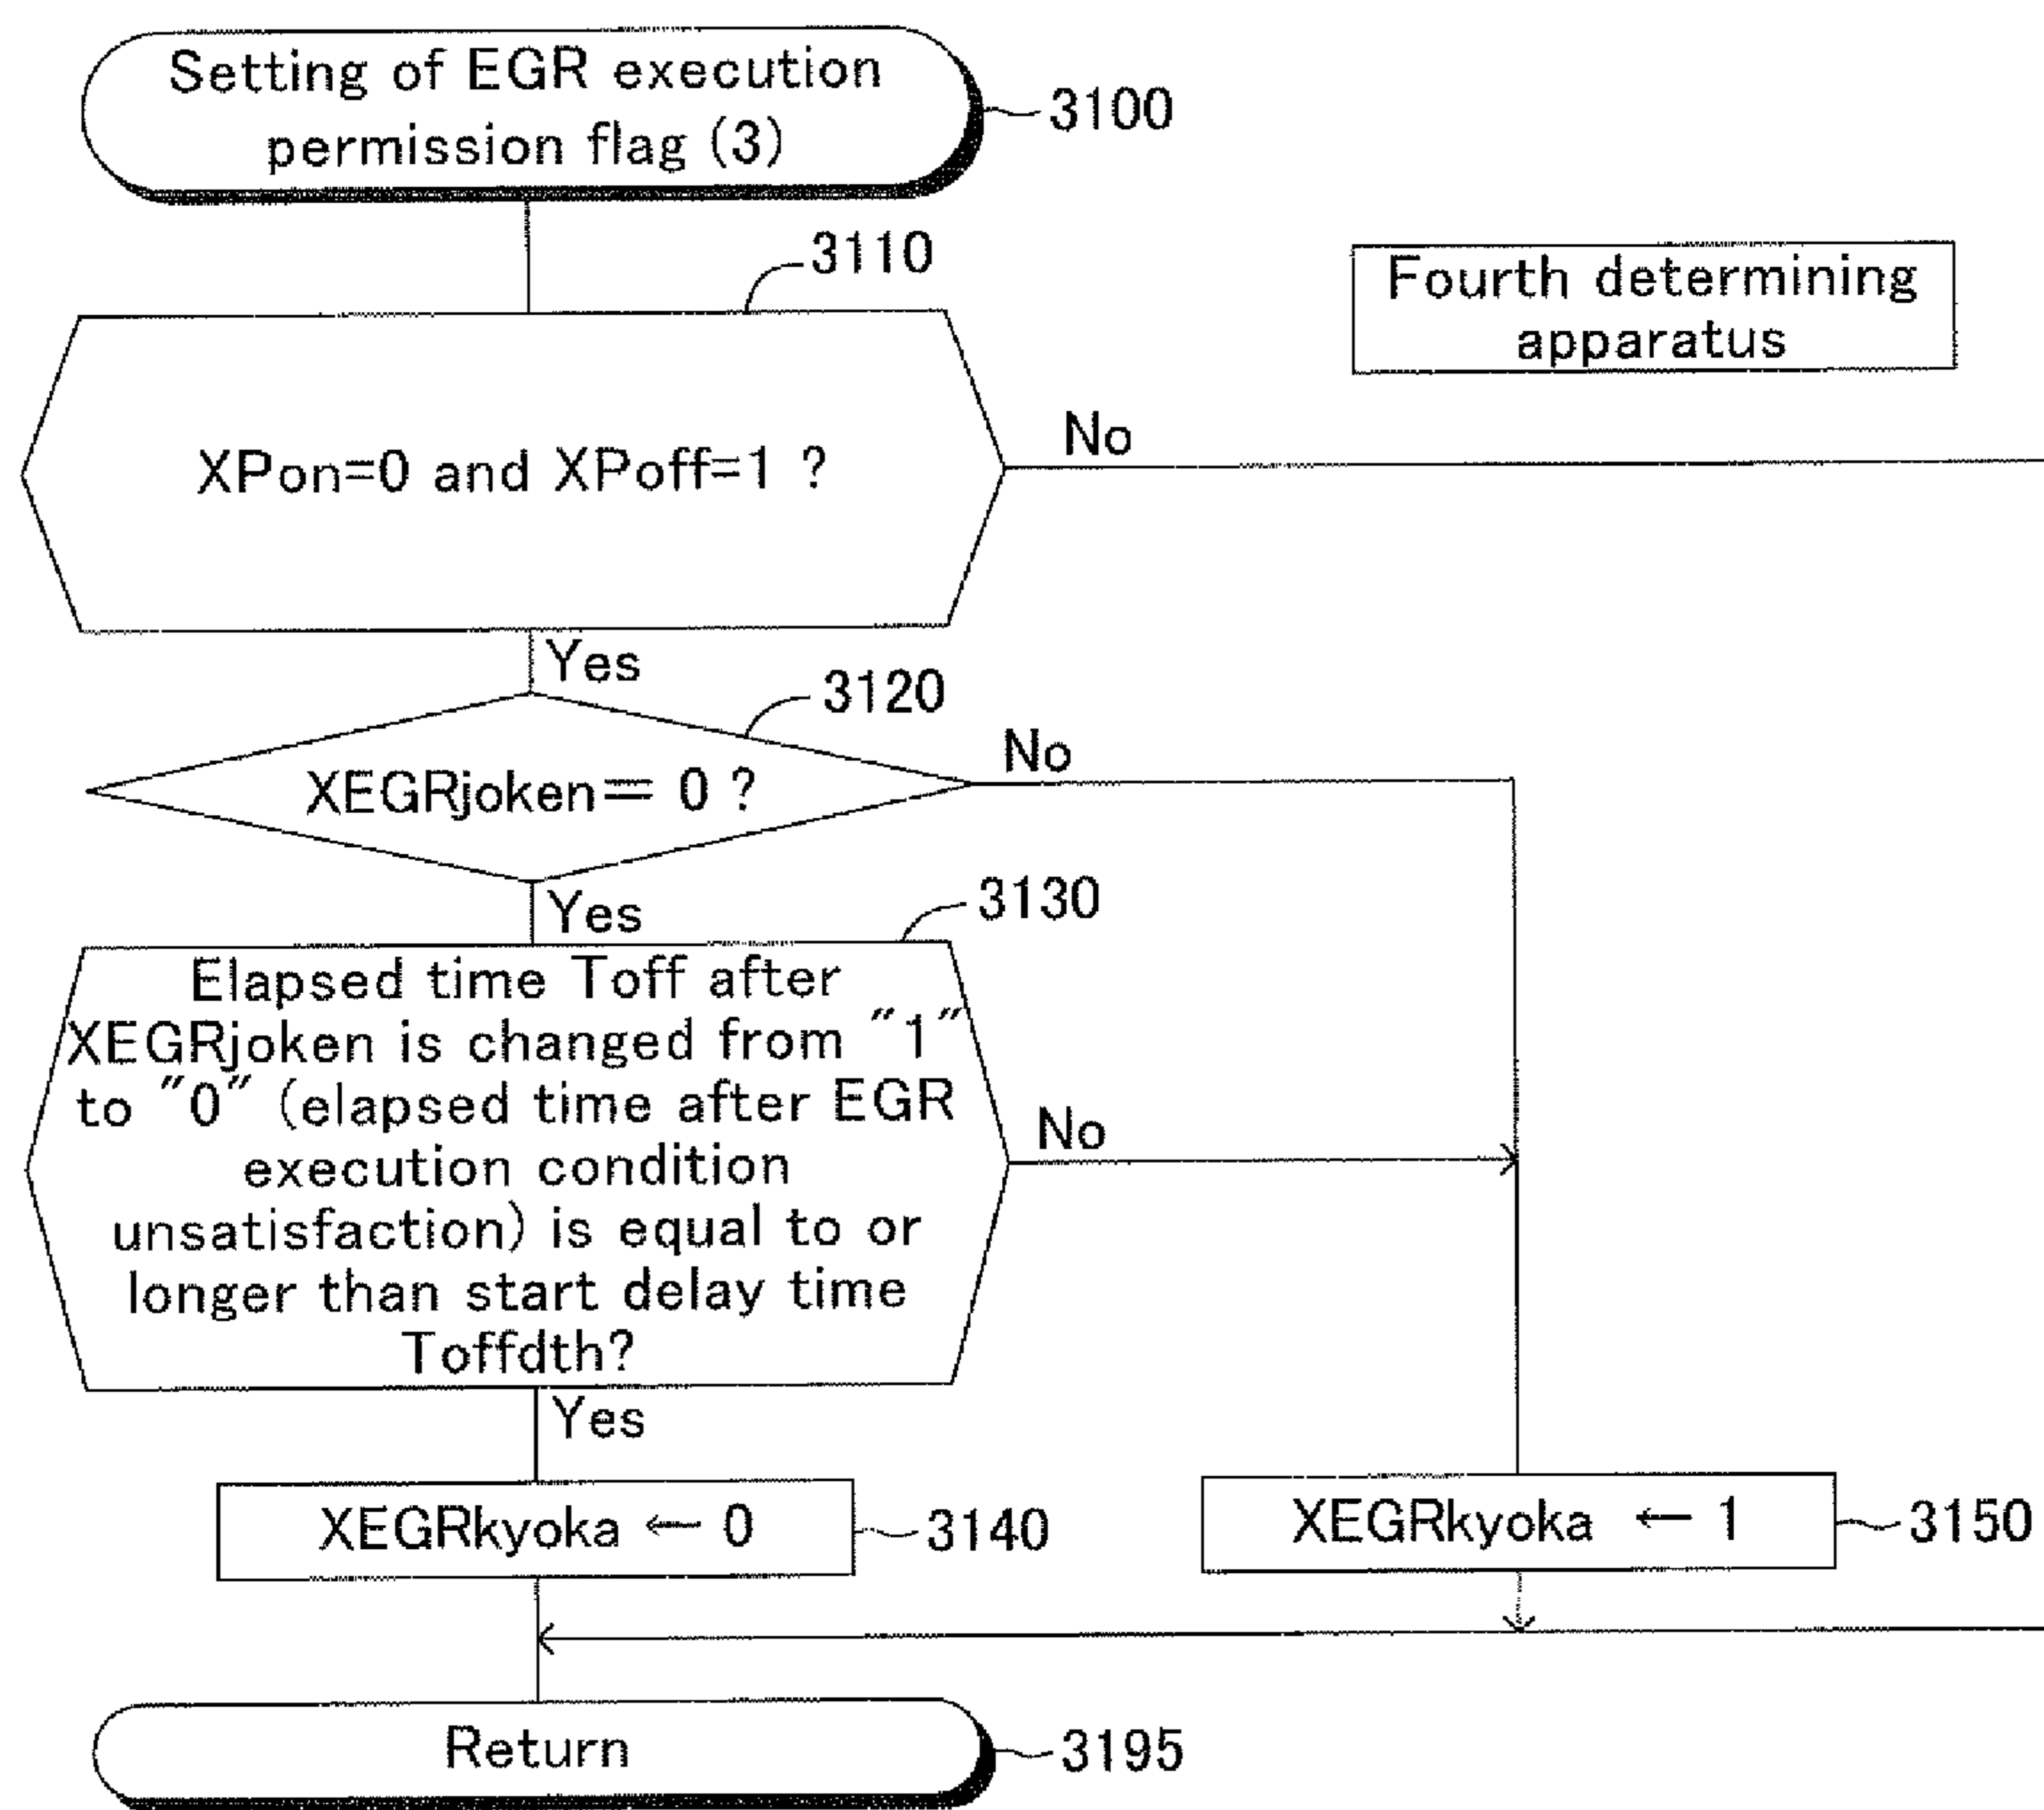 Setting of EGR execution
permission flag (3)
3100
3110
Fourth determining
apparatus
XPon=0 and XPoff=1 ?
No
Yes
3120
XEGRjoken= 0 ?
No
Yes
3130
Elapsed time Toff after
XEGRjoken is changed from "1"
to "0" (elapsed time after EGR
execution condition
unsatisfaction) is equal to or
longer than start delay time
Toffdth?
No
Yes
XEGRkyoka ← 0
3140
XEGRkyoka ← 1
3150
Return
3195